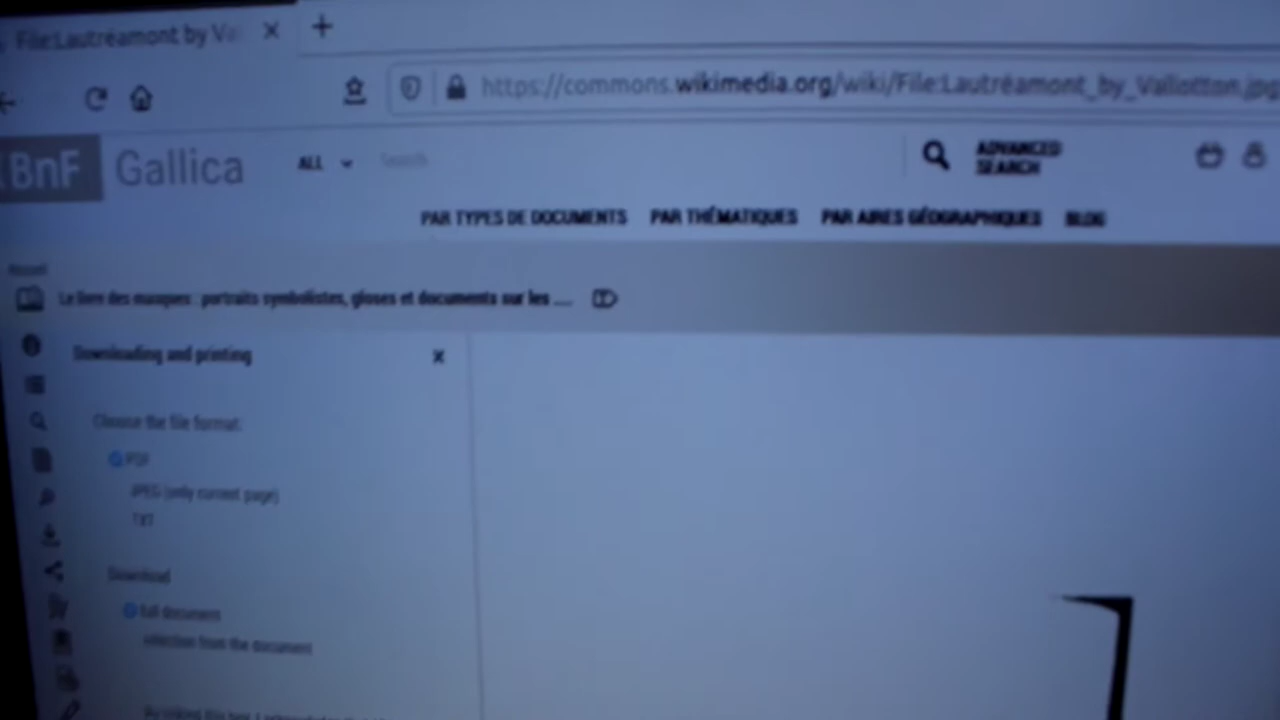 File:Lautréamont by Va
https://commons.wikimedia.org/wiki/File:Lautréamont_by_Vallotton.jpg
BnF Gallica
ALL
Search
ADVANCED
SEARCH
PAR TYPES DE DOCUMENTS PAR THÉMATIQUES PAR AIRES GÉOGRAPHIQUES BLOG
Accueil
Le livre des masques : portraits symbolistes, gloses et documents sur les ....
Downloading and printing
x
Choose the file format:
PDF
JPEG (only current page)
TXT
Download
full document
selection from the document